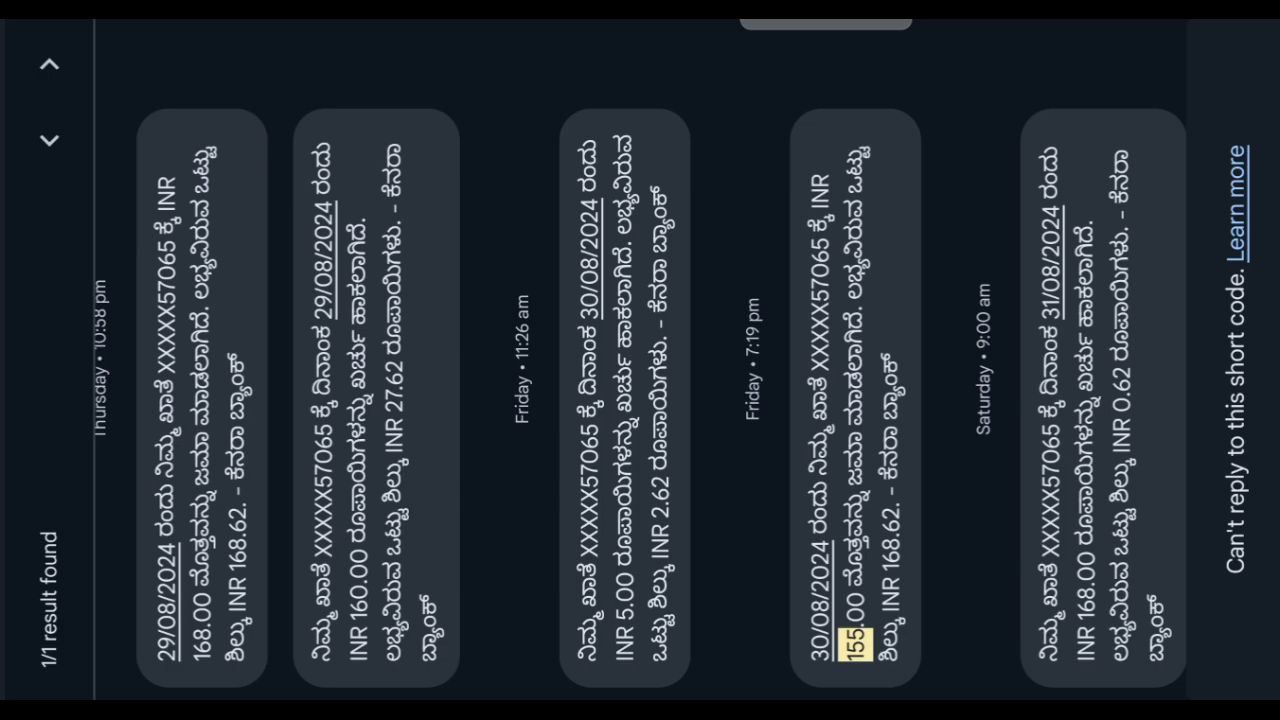 1/1 result found
Thursday • 10:58 pm
29/08/2024 ರಂದು ನಿಮ್ಮ ಖಾತೆ XXXXX57065 ಕ್ಕೆ INR
168.00 ಮೊತ್ತವನ್ನು ಜಮಾ ಮಾಡಲಾಗಿದೆ. ಲಭ್ಯವಿರುವ ಒಟ್ಟು
ಶಿಲ್ಕು INR 168.62. - ಕೆನರಾ ಬ್ಯಾಂಕ್
ನಿಮ್ಮ ಖಾತೆ XXXXX57065 ಕ್ಕೆ ದಿನಾಂಕ 29/08/2024 ರಂದು
INR 160.00 ರೂಪಾಯಿಗಳನ್ನು ಖರ್ಚು ಹಾಕಲಾಗಿದೆ.
ಲಭ್ಯವಿರುವ ಒಟ್ಟು ಶಿಲ್ಕು INR 27.62 ರೂಪಾಯಿಗಳು. - ಕೆನರಾ
ಬ್ಯಾಂಕ್
Friday • 11:26 am
ನಿಮ್ಮ ಖಾತೆ XXXXX57065 ಕ್ಕೆ ದಿನಾಂಕ 30/08/2024 ರಂದು
INR 5.00 ರೂಪಾಯಿಗಳನ್ನು ಖರ್ಚು ಹಾಕಲಾಗಿದೆ. ಲಭ್ಯವಿರುವ
ಒಟ್ಟು ಶಿಲ್ಕು INR 2.62 ರೂಪಾಯಿಗಳು. - ಕೆನರಾ ಬ್ಯಾಂಕ್
Friday • 7:19 pm
30/08/2024 ರಂದು ನಿಮ್ಮ ಖಾತೆ XXXXX57065 ಕ್ಕೆ INR
155.00 ಮೊತ್ತವನ್ನು ಜಮಾ ಮಾಡಲಾಗಿದೆ. ಲಭ್ಯವಿರುವ ಒಟ್ಟು
ಶಿಲ್ಕು INR 168.62. - ಕೆನರಾ ಬ್ಯಾಂಕ್
Saturday • 9:00 am
ನಿಮ್ಮ ಖಾತೆ XXXXX57065 ಕ್ಕೆ ದಿನಾಂಕ 31/08/2024 ರಂದು
INR 168.00 ರೂಪಾಯಿಗಳನ್ನು ಖರ್ಚು ಹಾಕಲಾಗಿದೆ.
ಲಭ್ಯವಿರುವ ಒಟ್ಟು ಶಿಲ್ಕು INR 0.62 ರೂಪಾಯಿಗಳು. - ಕೆನರಾ
ಬ್ಯಾಂಕ್
Can't reply to this short code. Learn more